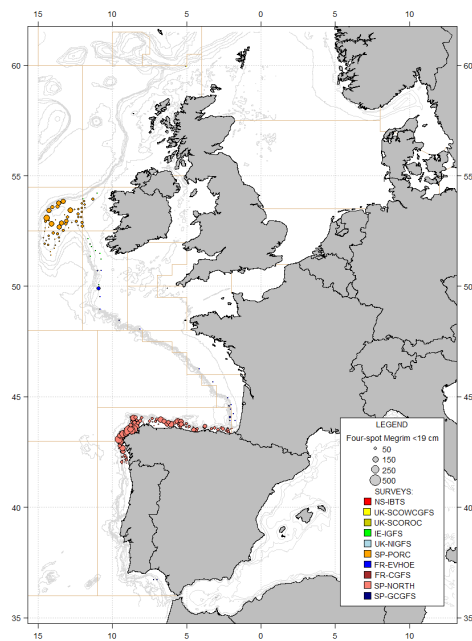 15 10 5 0 5 10
60 60
55 55
50 50
45 45
40 40
35 35
LEGEND
Four-spot Megrim <19 cm
50
150
250
500
SURVEYS:
NS-IBTS
UK-SCOWCGFS
UK-SCOROC
IE-IGFS
UK-NIGFS
SP-PORC
FR-EVHOE
FR-CGFS
SP-NORTH
SP-GCGFS
15 10 5 0 5 10